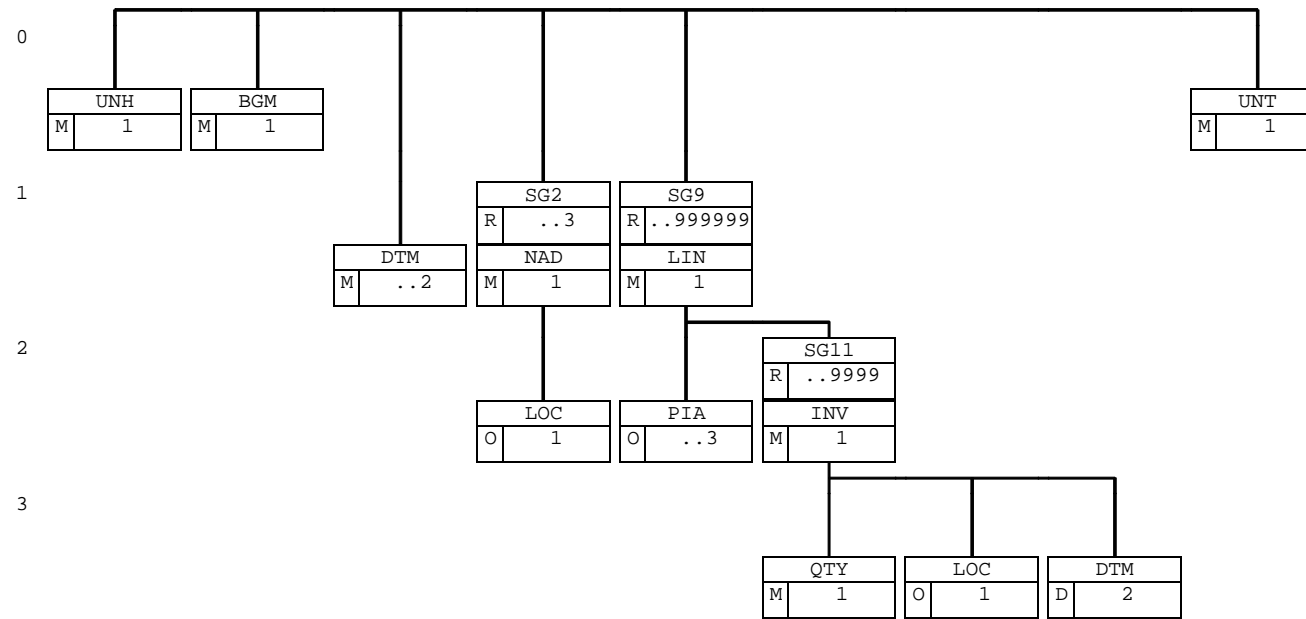 0
UNH BGM UNT
M 1 M 1 M 1
1
SG2 SG9
R ..3 R ..999999
DTM NAD LIN
M ..2 M 1 M 1
2
SG11
R ..9999
LOC PIA INV
O 1 O ..3 M 1
3
QTY LOC DTM
M 1 O 1 D 2